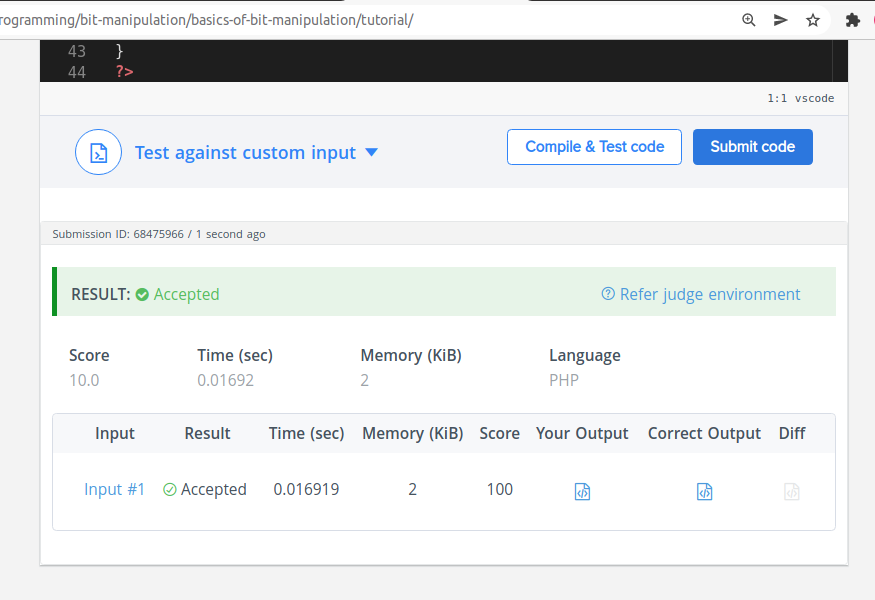 rogramming/bit-manipulation/basics-of-bit-manipulation/tutorial/
43 }
44 ?>
1:1 vscode
Test against custom input Compile & Test code Submit code
Submission ID: 68475966 / 1 second ago
RESULT: Accepted Refer judge environment
Score Time (sec) Memory (KiB) Language
10.0 0.01692 2 PHP
Input Result Time (sec) Memory (KiB) Score Your Output Correct Output Diff
Input #1 Accepted 0.016919 2 100